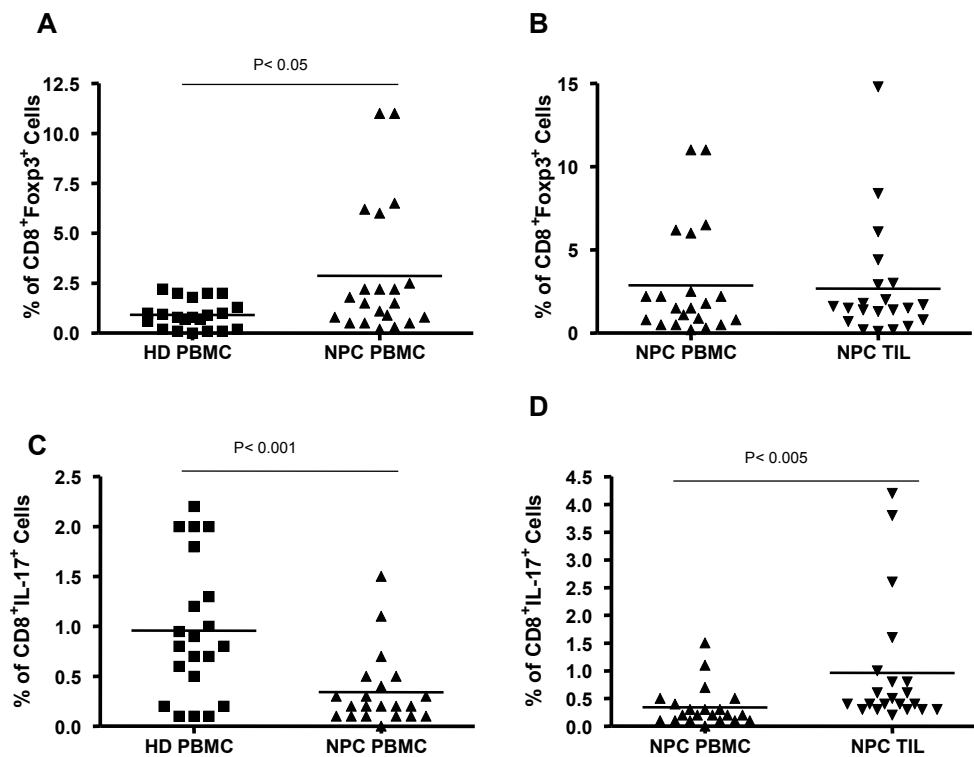 A
P< 0.05
% of CD8⁺Foxp3⁺ Cells
12.5
10.0
7.5
5.0
2.5
0.0
HD PBMC
NPC PBMC
B
% of CD8⁺Foxp3⁺ Cells
15
10
5
0
NPC PBMC
NPC TIL
C
P< 0.001
% of CD8⁺IL-17⁺ Cells
2.5
2.0
1.5
1.0
0.5
0.0
HD PBMC
NPC PBMC
D
P< 0.005
% of CD8⁺IL-17⁺ Cells
4.5
4.0
3.5
3.0
2.5
2.0
1.5
1.0
0.5
0.0
NPC PBMC
NPC TIL